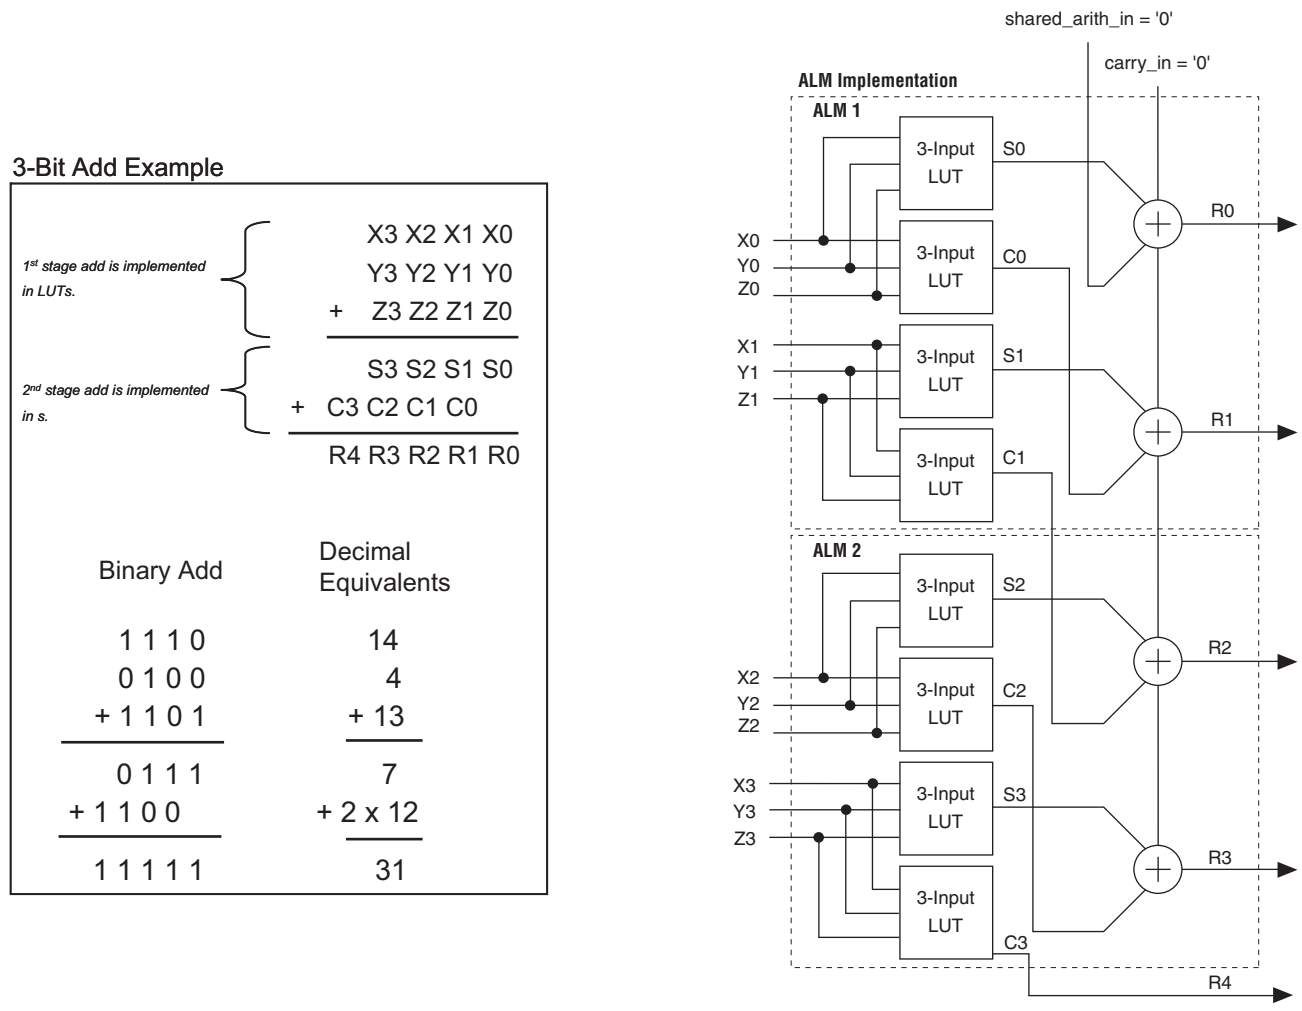 3-Bit Add Example
1st stage add is implemented
in LUTs.
X3 X2 X1 X0
Y3 Y2 Y1 Y0
+ Z3 Z2 Z1 Z0
2nd stage add is implemented
in s.
S3 S2 S1 S0
+ C3 C2 C1 C0
R4 R3 R2 R1 R0
Binary Add
1 1 1 0
0 1 0 0
+ 1 1 0 1
0 1 1 1
+ 1 1 0 0
1 1 1 1 1
Decimal
Equivalents
14
4
+ 13
7
+ 2 x 12
31
shared_arith_in = '0'
carry_in = '0'
ALM Implementation
ALM 1
3-Input
LUT
S0
R0
X0
Y0
Z0
3-Input
LUT
C0
X1
Y1
Z1
3-Input
LUT
S1
R1
3-Input
LUT
C1
ALM 2
3-Input
LUT
S2
R2
X2
Y2
Z2
3-Input
LUT
C2
X3
Y3
Z3
3-Input
LUT
S3
R3
3-Input
LUT
C3
R4